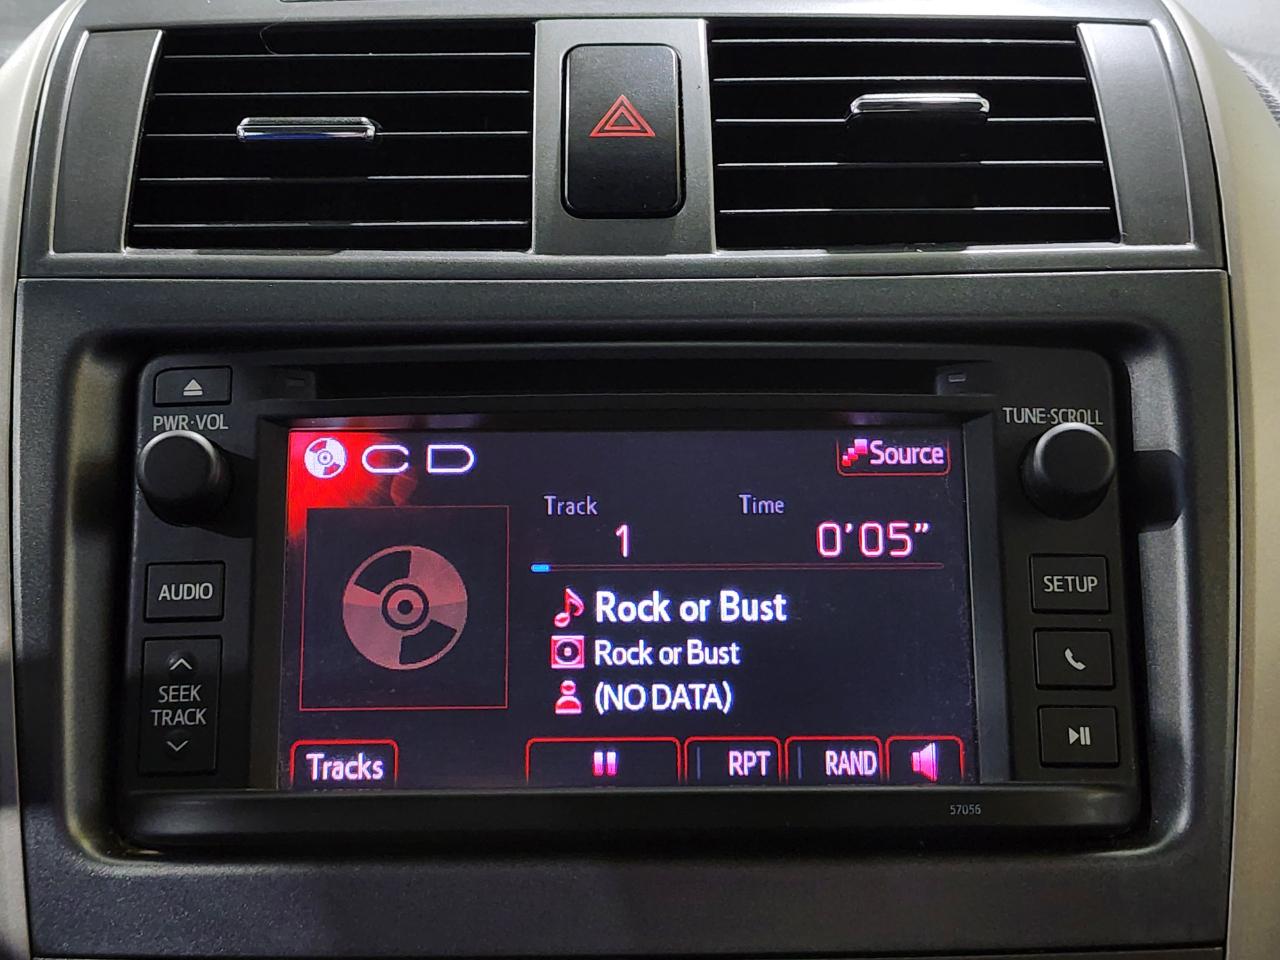 PWR·VOL
TUNE·SCROLL
CD
Source
Track
Time
1
0'05"
AUDIO
SETUP
Rock or Bust
Rock or Bust
(NO DATA)
SEEK
TRACK
Tracks
RPT
RAND
57056